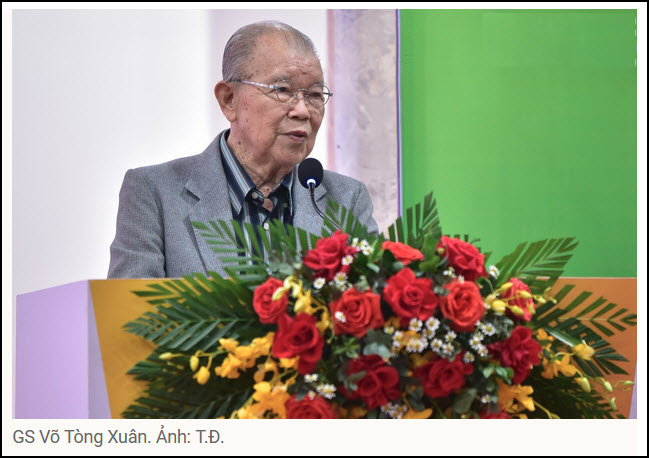 GS Võ Tòng Xuân. Ảnh: T.Đ.